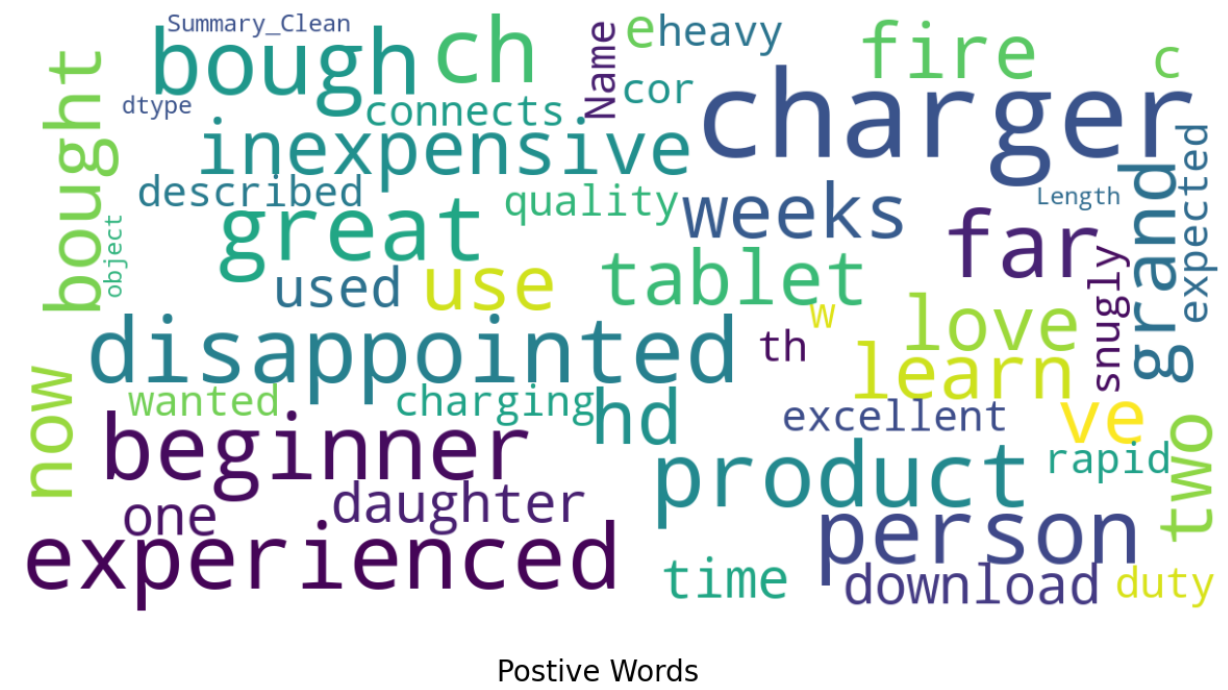 Summary_Clean
bough
ch
Name
e
heavy
fire
c
bought
dtype
connects
cor
charger
inexpensive
described
great
quality
weeks
Length
grand
expected
object
used
use
tablet
far
snugly
w
love
disappointed
th
learn
now
wanted
charging
hd
excellent
ve
two
beginner
product
rapid
one
daughter
person
experienced
time
download
duty
Postive Words